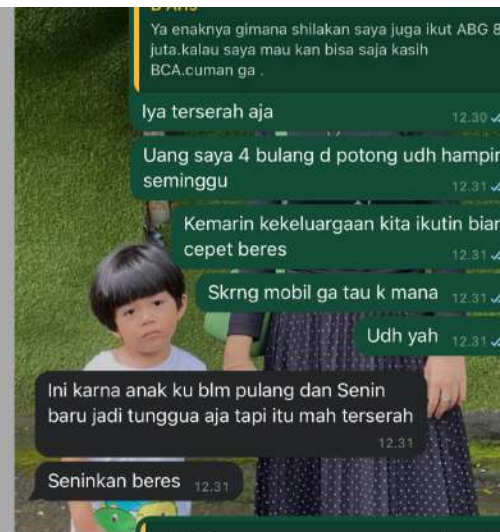 Ya enaknya gimana shilakan saya juga ikut ABG 8
juta.kalau saya mau kan bisa saja kasih
BCA.cuman ga .
Iya terserah aja
12.30
Uang saya 4 bulang d potong udh hampir
seminggu
12.31
Kemarin kekeluargaan kita ikutin biar
cepet beres
12.31
Skrng mobil ga tau k mana
12.31
Udh yah
12.31
Ini karna anak ku blm pulang dan Senin
baru jadi tunggua aja tapi itu mah terserah
12.31
Seninkan beres
12.31